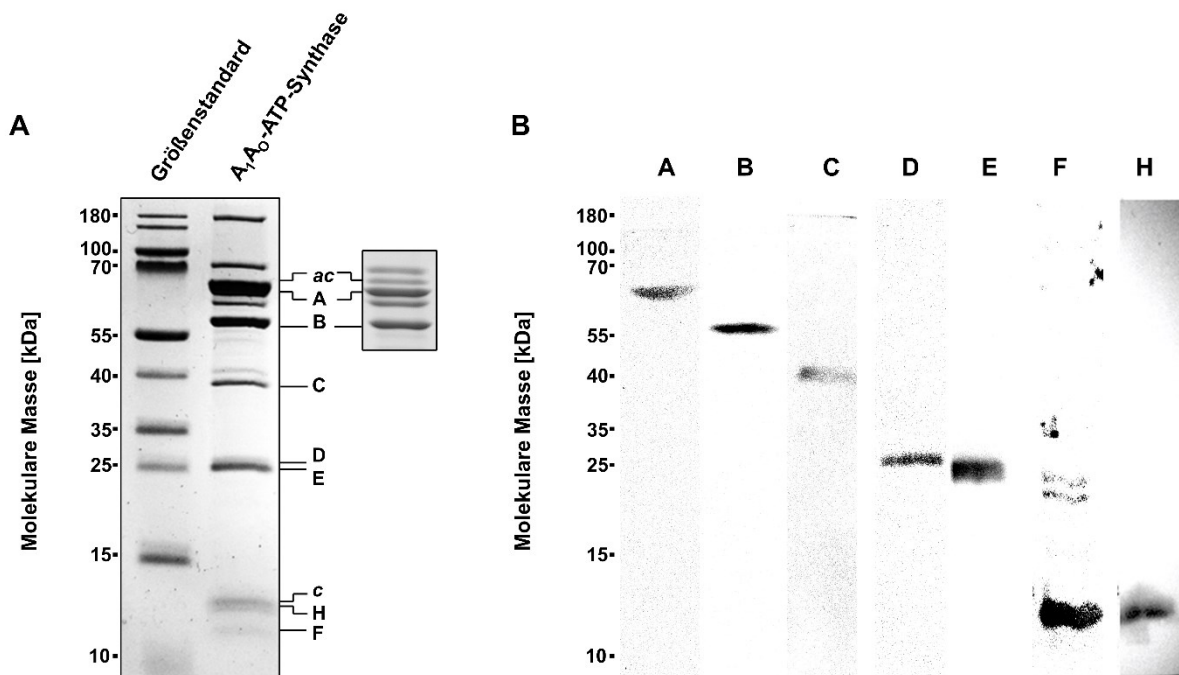 A
Größenstandard
A₁A₀-ATP-Synthase
Molekulare Masse [kDa]
180
100
70
55
40
35
25
15
10
ac
A
B
C
D
E
c
H
F
B
A B C D E F H
Molekulare Masse [kDa]
180
100
70
55
40
35
25
15
10